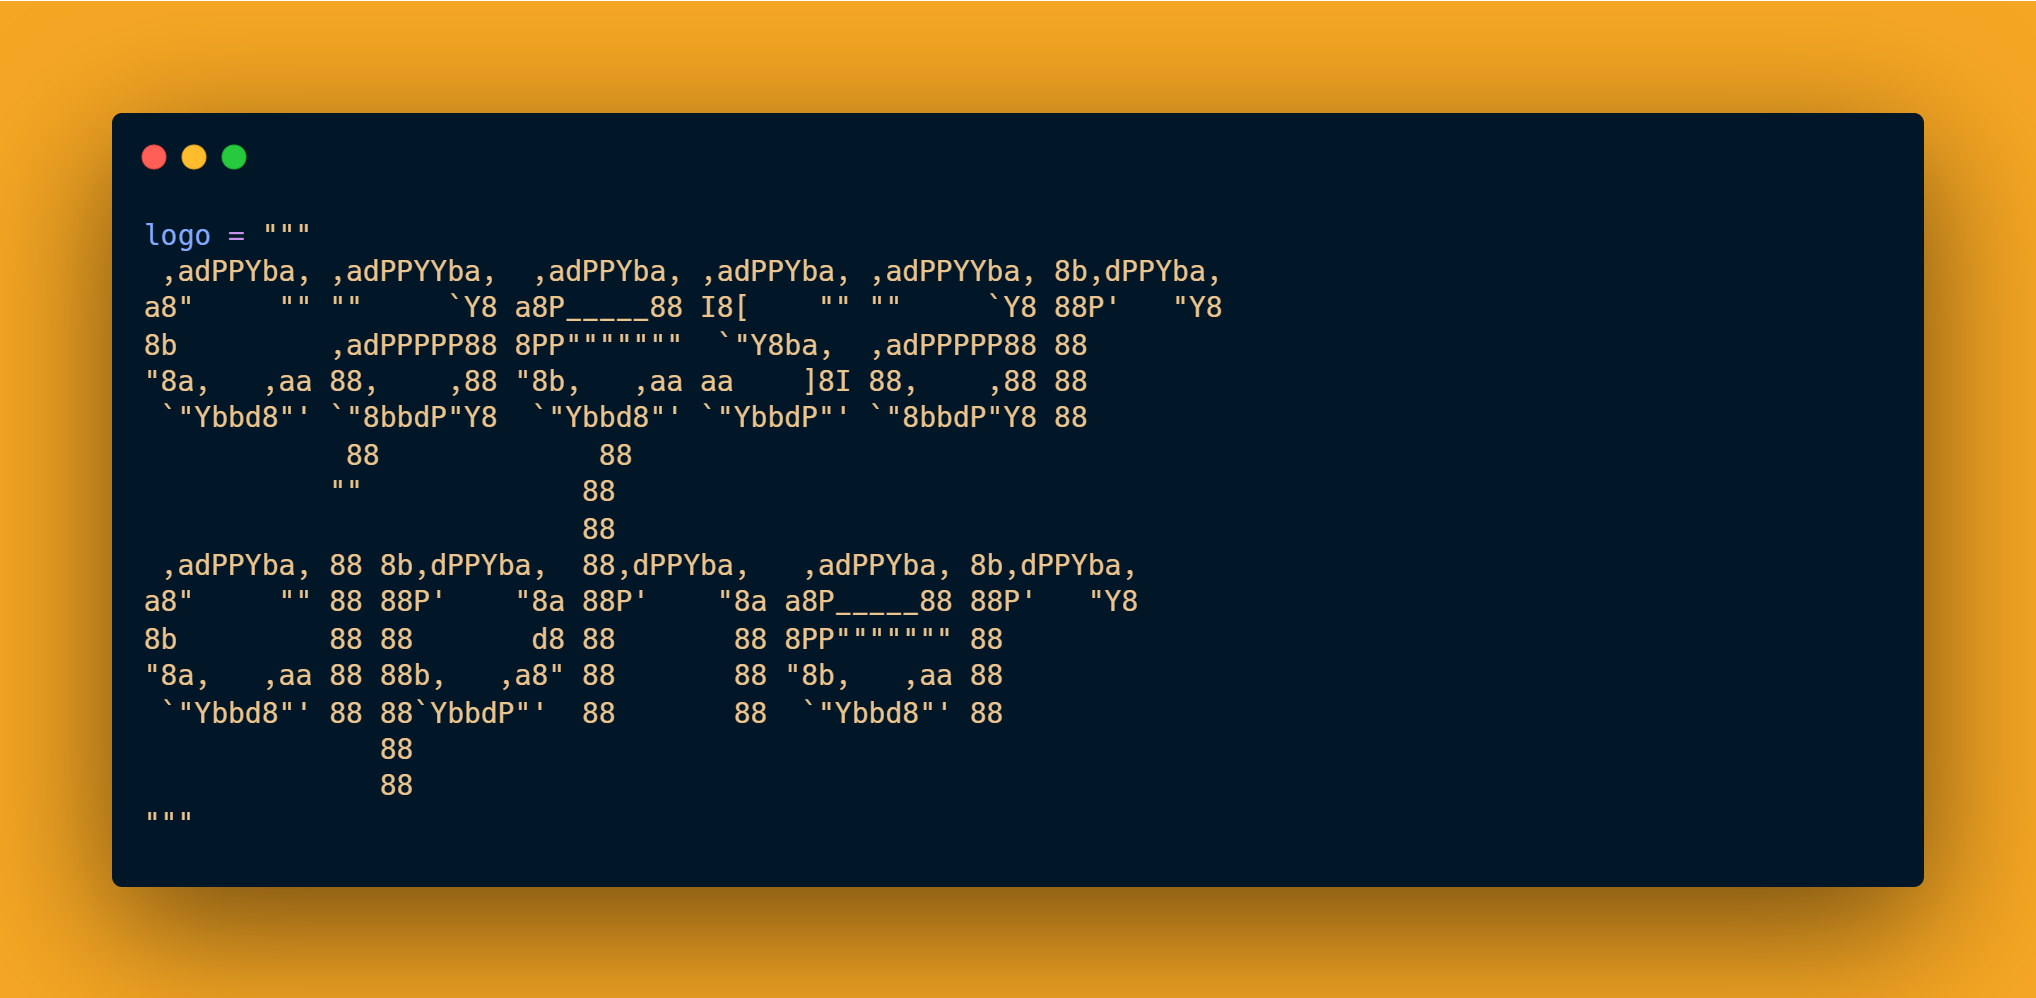 logo = """
 ,adPPYba, ,adPPYYba,  ,adPPYba, ,adPPYba, ,adPPYYba, 8b,dPPYba,
a8"     "" ""     `Y8 a8P_____88 I8[    "" ""     `Y8 88P'   "Y8
8b         ,adPPPPP88 8PP"""""""  `"Y8ba,  ,adPPPPP88 88
"8a,   ,aa 88,    ,88 "8b,   ,aa aa    ]8I 88,    ,88 88
 `"Ybbd8"' `"8bbdP"Y8  `"Ybbd8"' `"YbbdP"' `"8bbdP"Y8 88
            88             88
           ""             88
                          88
 ,adPPYba, 88 8b,dPPYba,  88,dPPYba,   ,adPPYba, 8b,dPPYba,
a8"     "" 88 88P'    "8a 88P'    "8a a8P_____88 88P'   "Y8
8b         88 88       d8 88       88 8PP""""""" 88
"8a,   ,aa 88 88b,   ,a8" 88       88 "8b,   ,aa 88
 `"Ybbd8"' 88 88`YbbdP"'  88       88  `"Ybbd8"' 88
              88
              88
"""